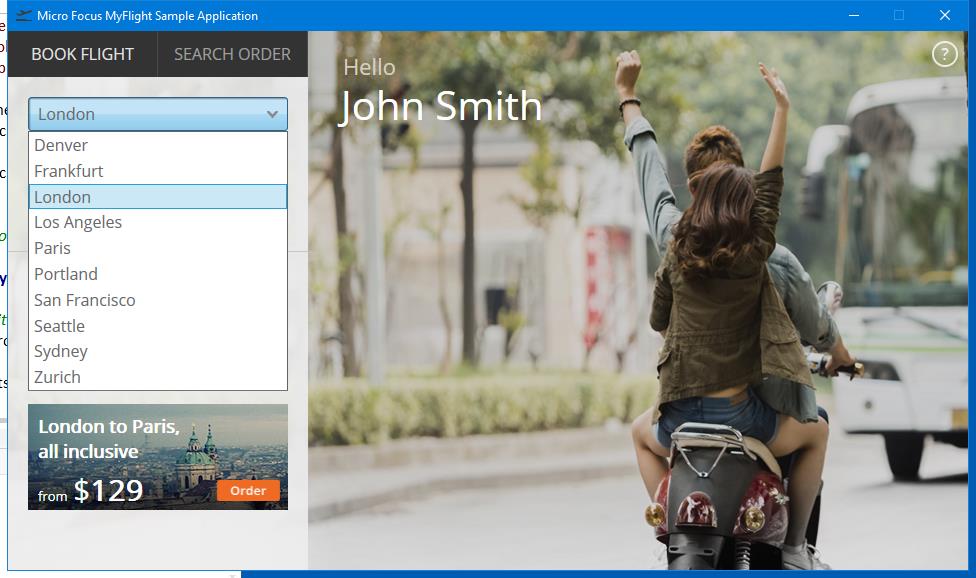 Micro Focus MyFlight Sample Application
BOOK FLIGHT
SEARCH ORDER
Hello
John Smith
?
London
Denver
Frankfurt
London
Los Angeles
Paris
Portland
San Francisco
Seattle
Sydney
Zurich
London to Paris,
all inclusive
from $129
Order